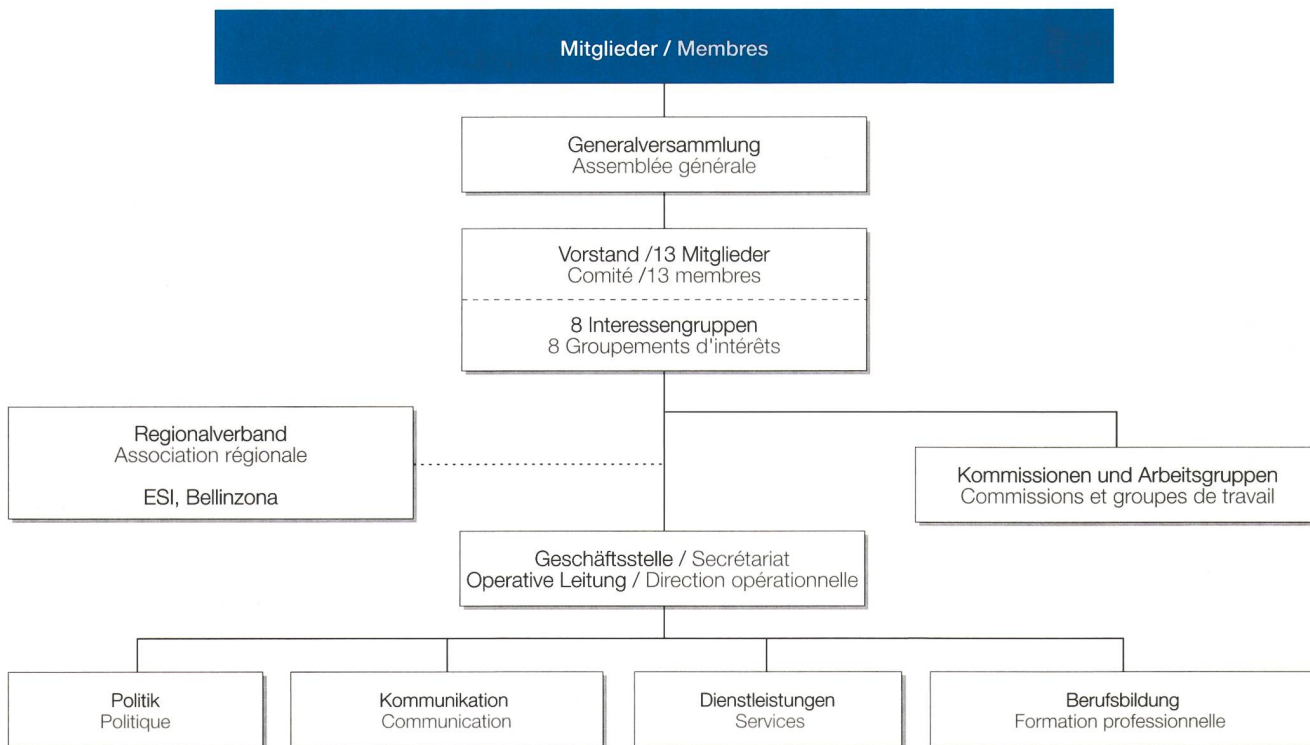 Mitglieder / Membres
Generalversammlung
Assemblée générale
Vorstand /13 Mitglieder
Comité /13 membres
8 Interessengruppen
8 Groupements d'intérêts
Regionalverband
Association régionale
ESI, Bellinzona
Kommissionen und Arbeitsgruppen
Commissions et groupes de travail
Geschäftsstelle / Secrétariat
Operative Leitung / Direction opérationnelle
Politik
Politique
Kommunikation
Communication
Dienstleistungen
Services
Berufsbildung
Formation professionnelle